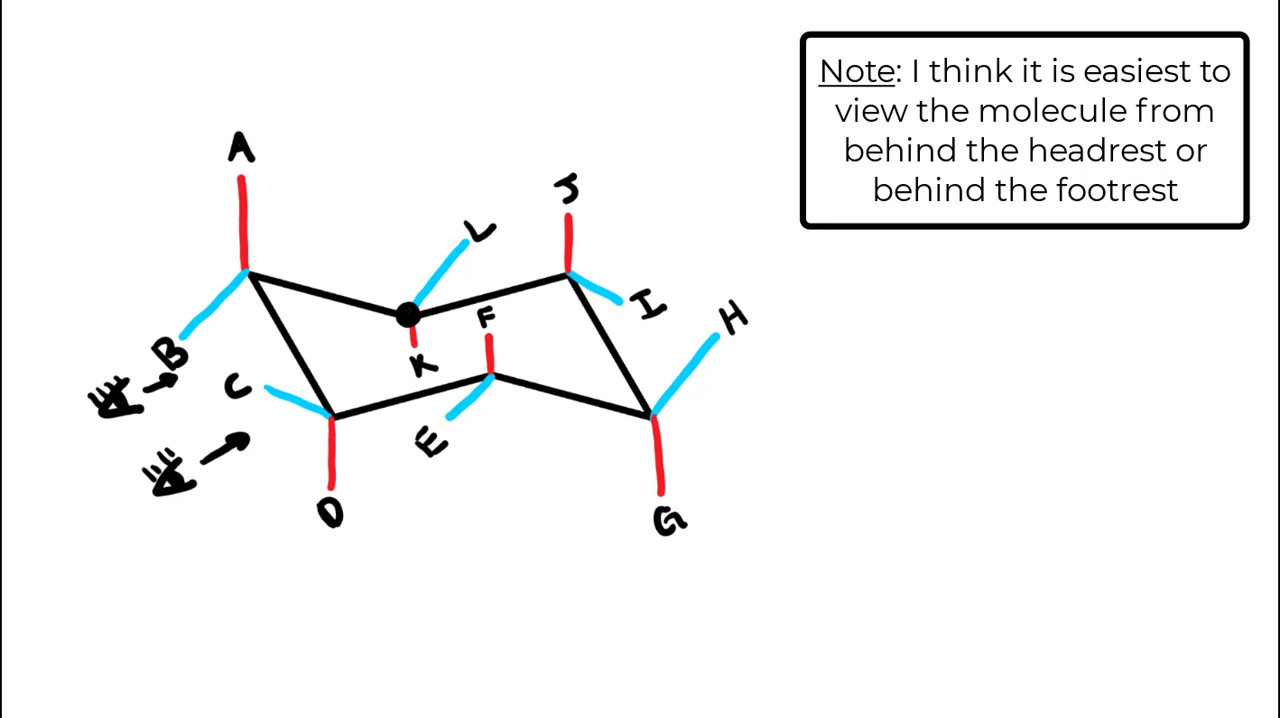 Note: I think it is easiest to
view the molecule from
behind the headrest or
behind the footrest
A
J
L
I
H
F
B
K
C
E
D
G